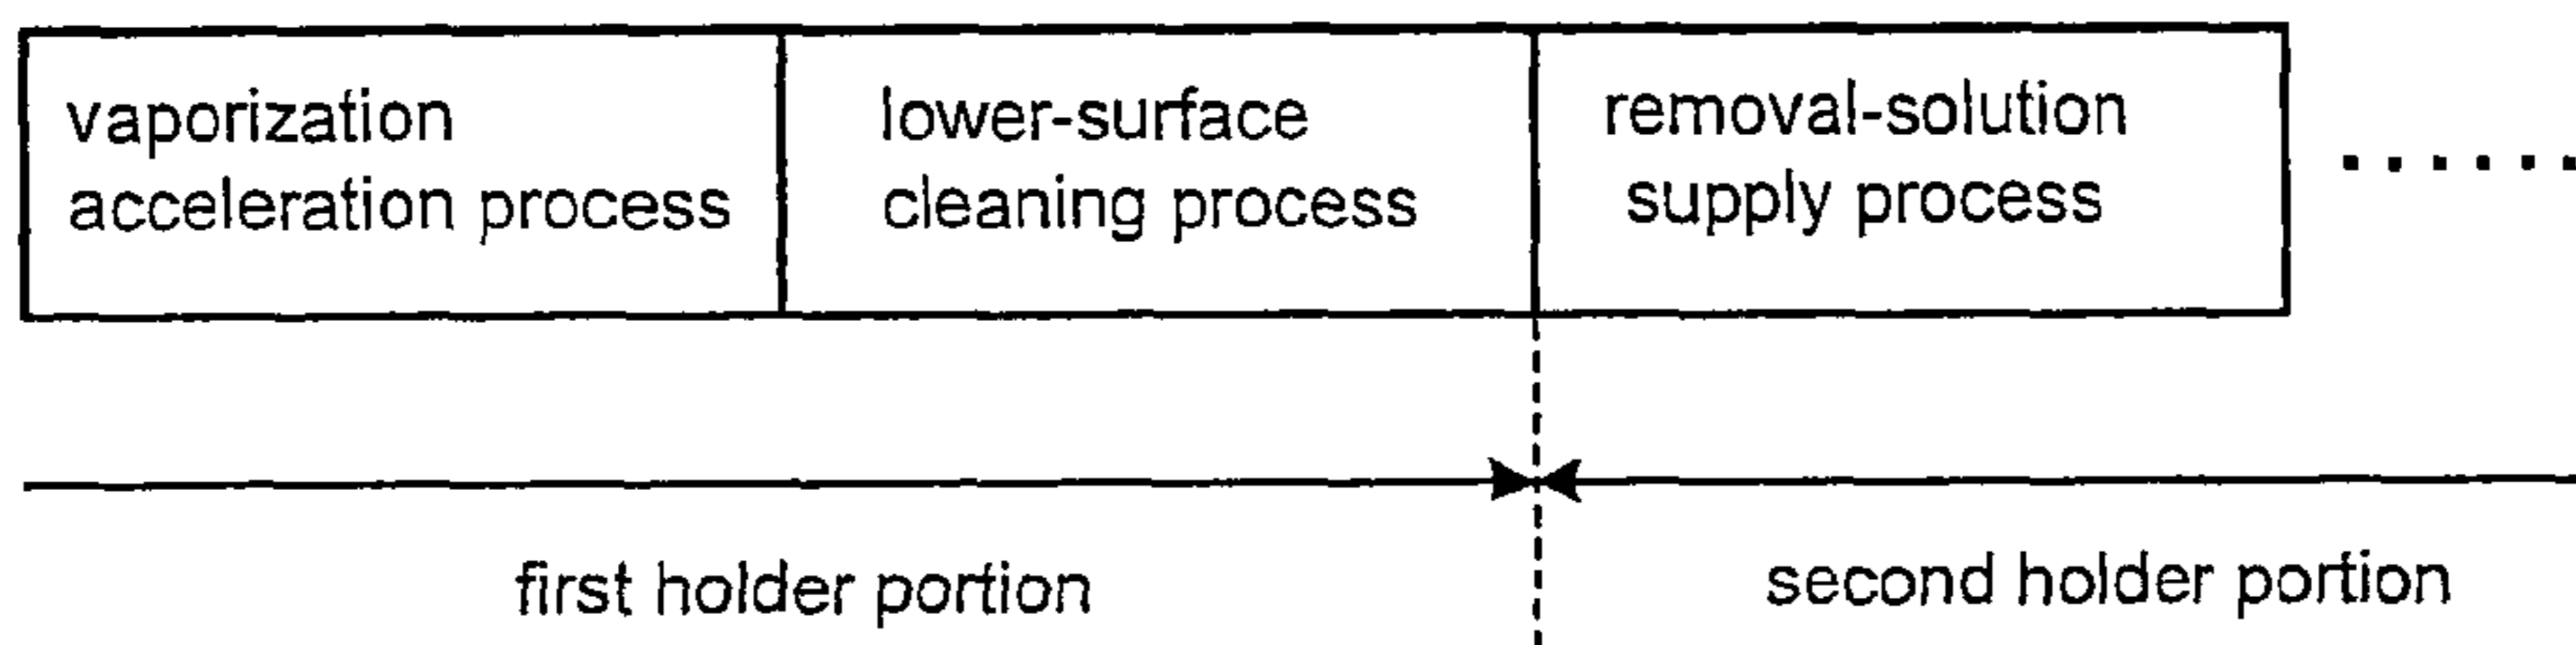 vaporization
acceleration process
lower-surface
cleaning process
removal-solution
supply process
......
first holder portion
second holder portion